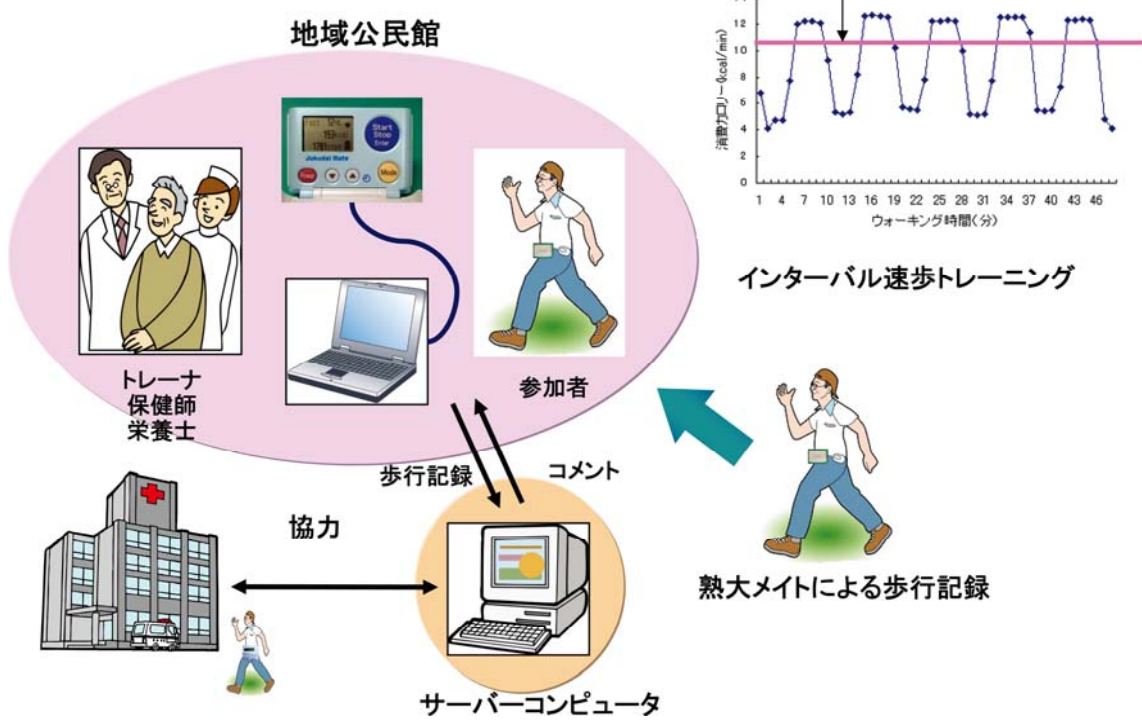 地域公民館
Start
Stop
Enter
Jukudai Mate
Mode
トレーナ
保健師
栄養士
参加者
歩行記録
コメント
協力
サーバーコンピュータ
熟大メイトによる歩行記録
消費カロリー(kcal/min)
12
10
8
6
4
2
0
1 4 7 10 13 16 19 22 25 28 31 34 37 40 43 46
ウォーキング時間(分)
インターバル速歩トレーニング